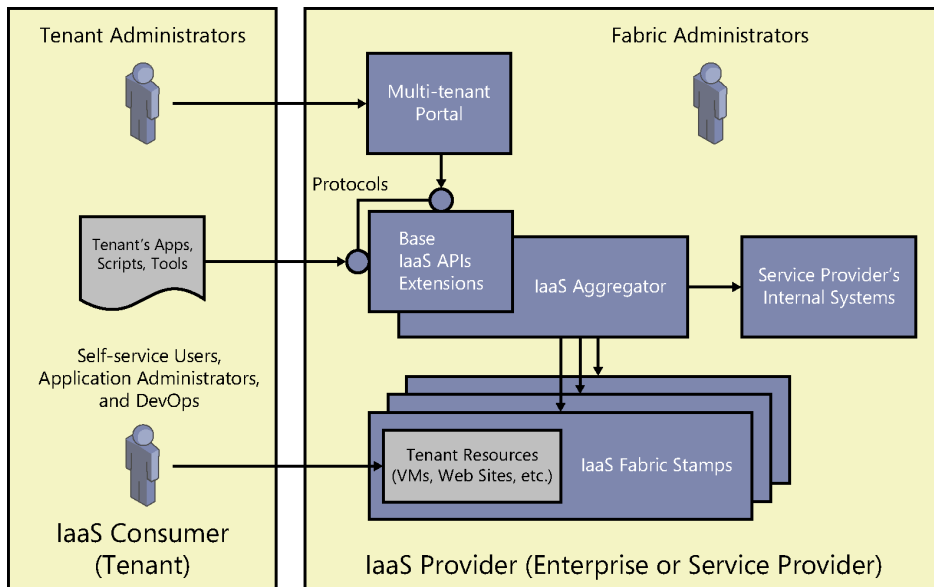 Tenant Administrators
Fabric Administrators
Multi-tenant
Portal
Protocols
Tenant's Apps,
Scripts, Tools
Base
IaaS APIs
Extensions
IaaS Aggregator
Service Provider's
Internal Systems
Self-service Users,
Application Administrators,
and DevOps
Tenant Resources
(VMs, Web Sites, etc.)
IaaS Fabric Stamps
IaaS Consumer
(Tenant)
IaaS Provider (Enterprise or Service Provider)